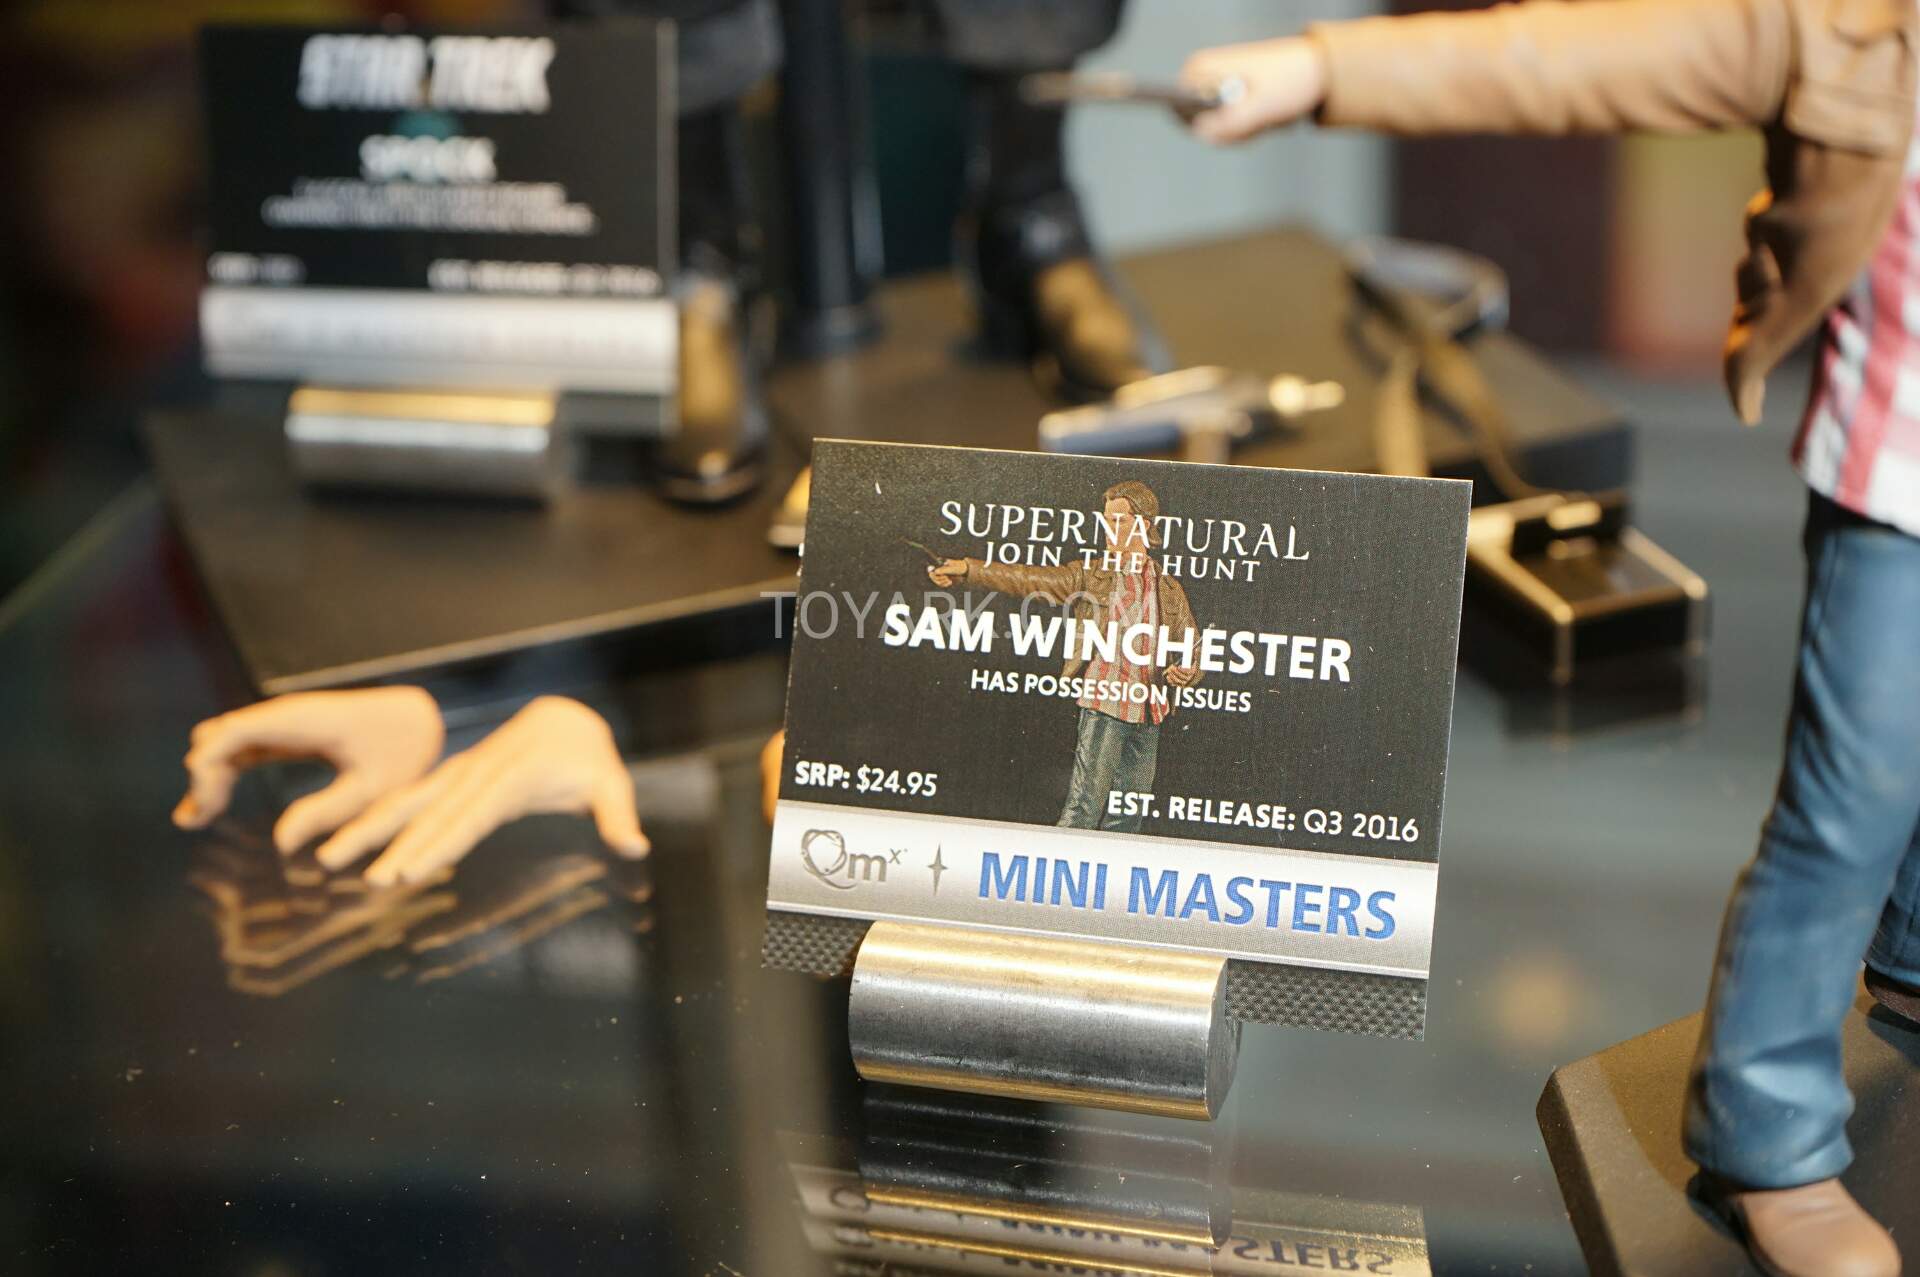 STAR TREK
SPOCK
SUPERNATURAL
JOIN THE HUNT
TOYARK.COM
SAM WINCHESTER
HAS POSSESSION ISSUES
SRP: $24.95
EST. RELEASE: Q3 2016
Qmx MINI MASTERS